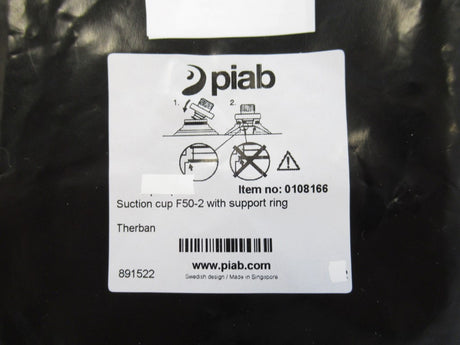 piab
1.
2.
Item no: 0108166
Suction cup F50-2 with support ring
Therban
www.piab.com
891522
Swedish design / Made in Singapore